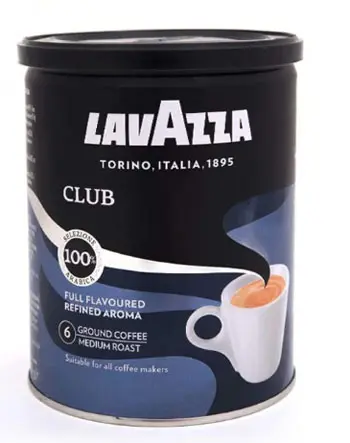 LAVAZZA
TORINO, ITALIA, 1895
CLUB
SELEZIONE
100%
ARABICA
FULL FLAVOURED
REFINED AROMA
6 GROUND COFFEE
MEDIUM ROAST
Suitable for all coffee makers